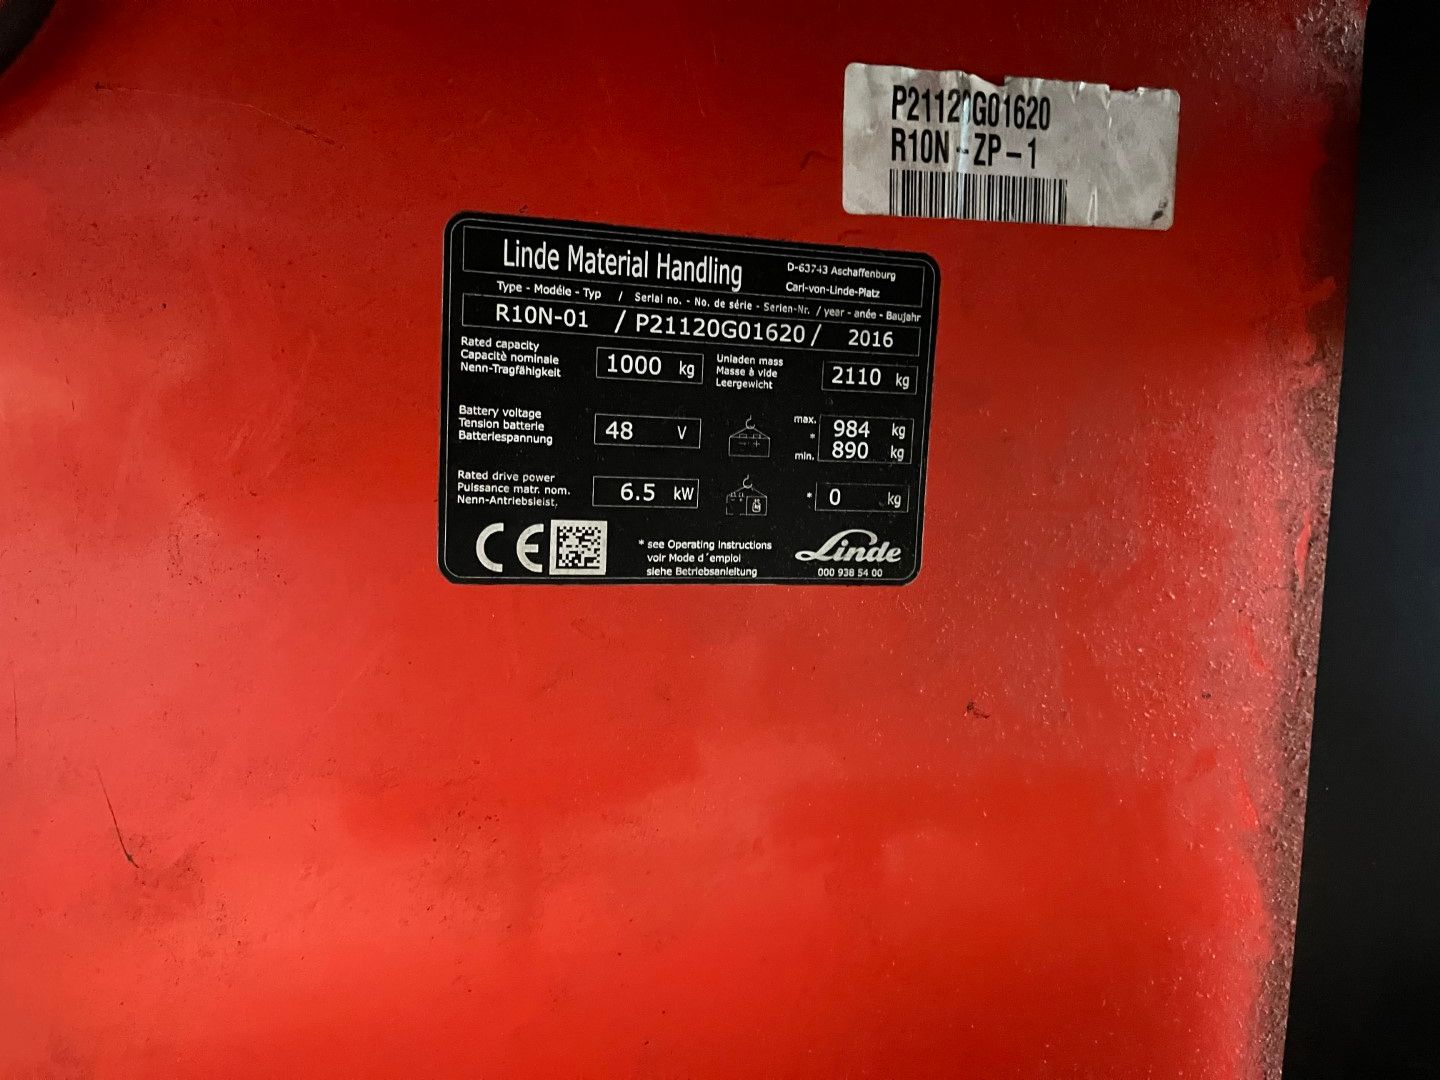 P21120G01620
R10N-ZP-1
Linde Material Handling
D-63743 Aschaffenburg
Carl-von-Linde-Platz
Type - Modéle - Typ / Serial no. - No. de série - Serien-Nr. / year - anée - Baujahr
R10N-01 / P21120G01620 / 2016
Rated capacity
Capacité nominale
Nenn-Tragfähigkeit
1000 kg
Unladen mass
Masse à vide
Leergewicht
2110 kg
Battery voltage
Tension batterie
Batteriespannung
48 V
max. 984 kg
*
min. 890 kg
Rated drive power
Puissance matr. nom.
Nenn-Antriebsleist.
6.5 kW
* 0 kg
CE
* see Operating instructions
voir Mode d´emploi
siehe Betriebsanleitung
Linde
000 938 54 00